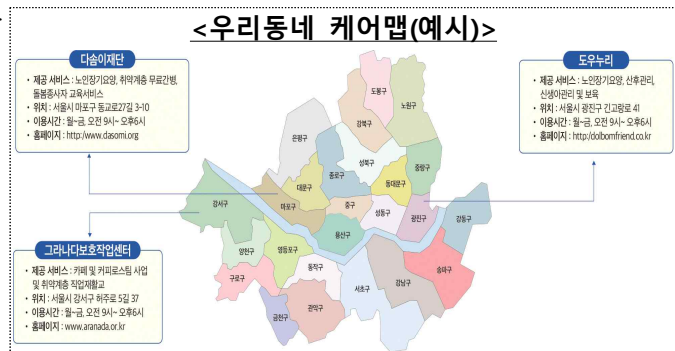 <우리동네 케어맵(예시)>
다솜이재단
• 제공 서비스 : 노인장기요양, 취약계층 무료간병, 돌봄종사자 교육서비스
• 위치 : 서울시 마포구 동교로27길 3-10
• 이용시간 : 월~금, 오전 9시~ 오후6시
• 홈페이지 : http:/www.dasomi.org
도우누리
• 제공 서비스 : 노인장기요양, 산후관리, 신생아관리 및 보육
• 위치 : 서울시 광진구 긴고랑로 41
• 이용시간 : 월~금, 오전 9시~ 오후6시
• 홈페이지 : http:/dolbomfriend.co.kr
그라나다보호작업센터
• 제공 서비스 : 카페 및 커피로스팅 사업 및 취약계층 직업재활교
• 위치 : 서울시 강서구 허주로 5길 37
• 이용시간 : 월~금, 오전 9시~ 오후6시
• 홈페이지 : www.aranada.or.kr
도봉구
노원구
강북구
은평구
성북구
중랑구
종로구
대문구
동대문구
강서구
마포구
중구
성동구
광진구
강동구
용산구
양천구
영등포구
구로구
동작구
송파구
서초구
강남구
금천구
관악구